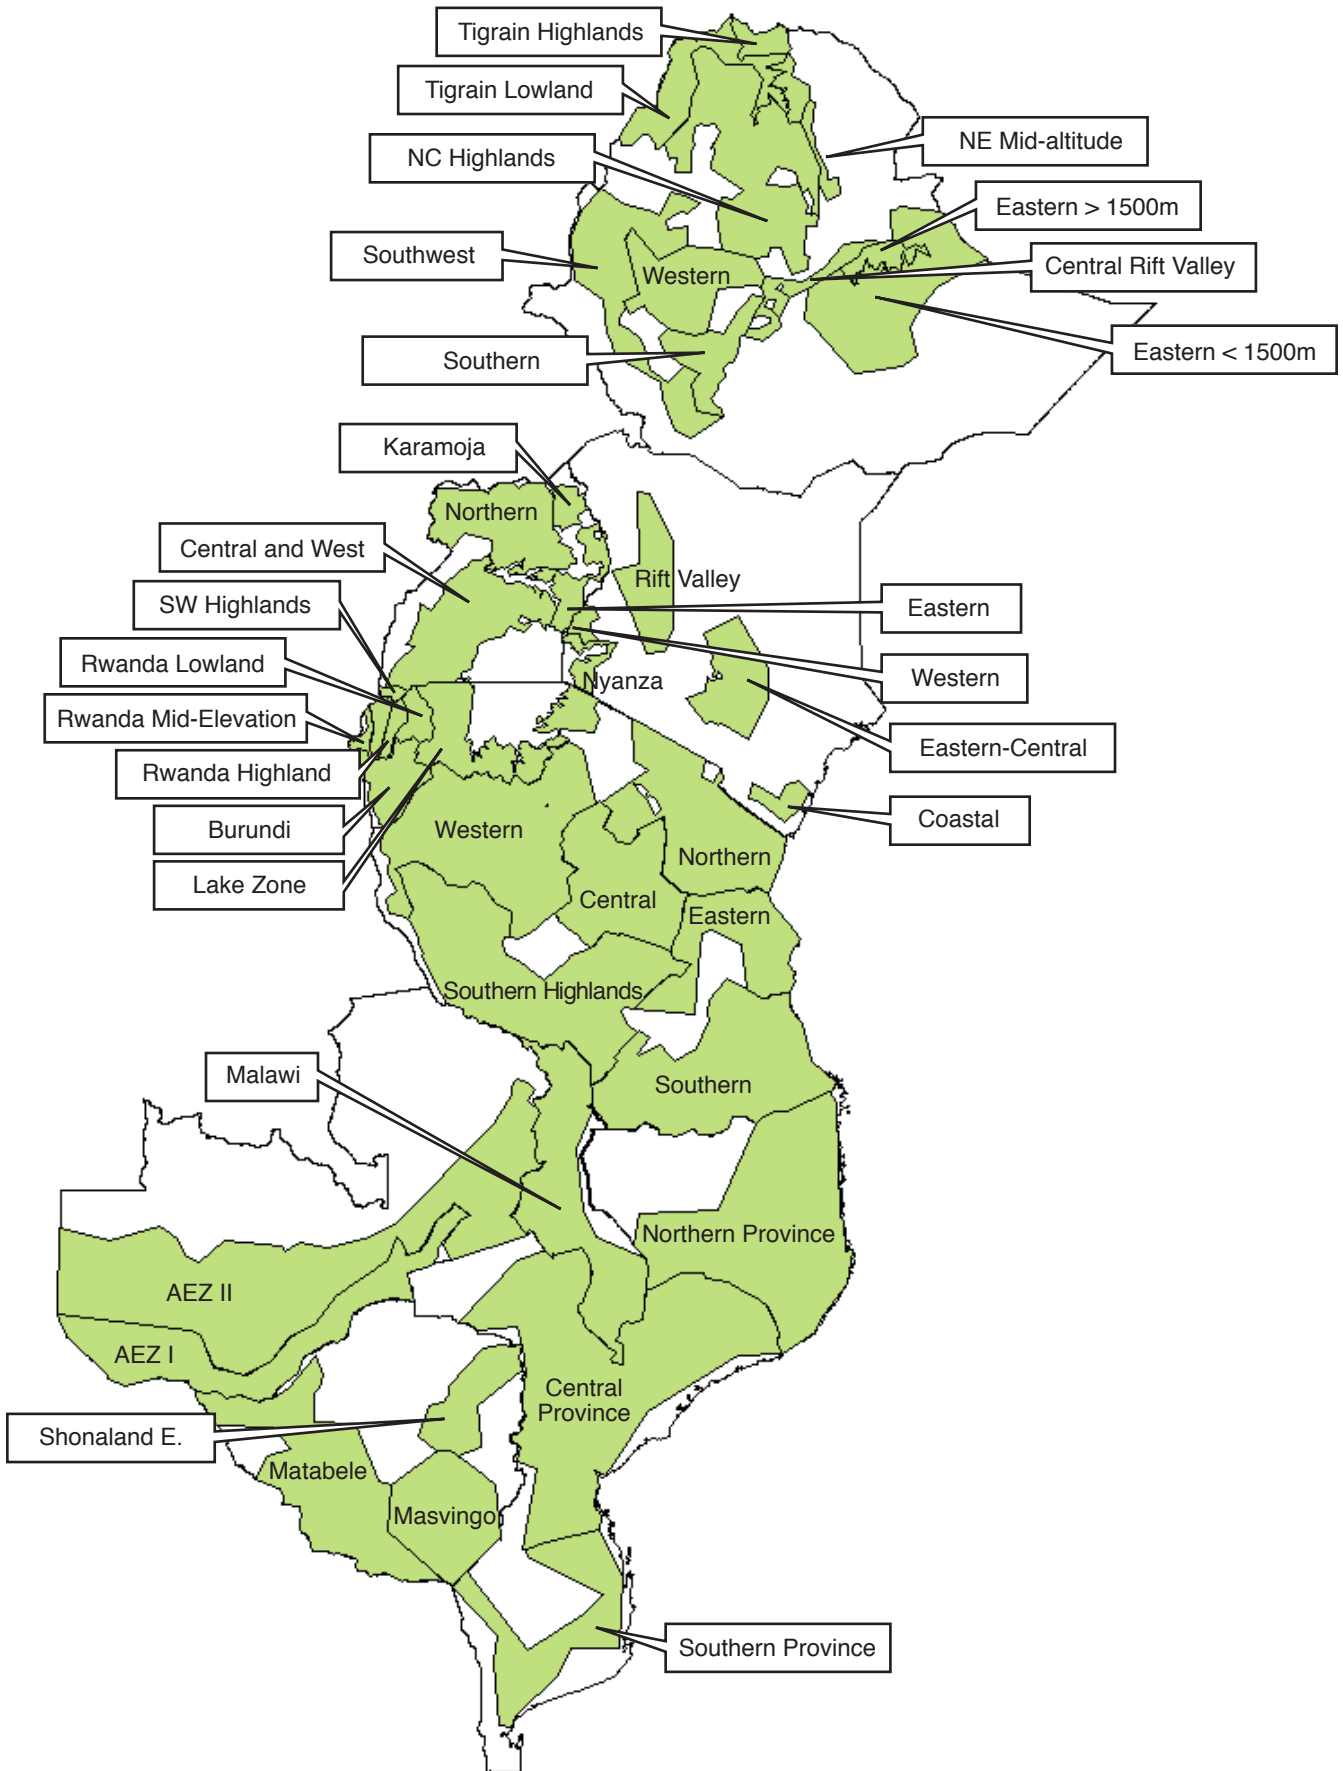 Tigrain Highlands
Tigrain Lowland
NE Mid-altitude
NC Highlands
Eastern > 1500m
Southwest
Central Rift Valley
Western
Eastern < 1500m
Southern
Karamoja
Northern
Central and West
Rift Valley
SW Highlands
Eastern
Rwanda Lowland
Western
Nyanza
Rwanda Mid-Elevation
Eastern-Central
Rwanda Highland
Coastal
Burundi
Western
Northern
Lake Zone
Central
Eastern
Southern Highlands
Malawi
Southern
Northern Province
AEZ II
AEZ I
Central
Province
Shonaland E.
Matabele
Masvingo
Southern Province